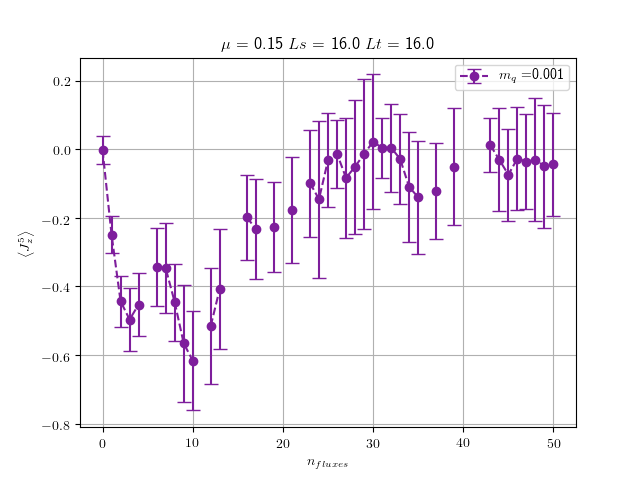 μ = 0.15 Ls = 16.0 Lt = 16.0
m_q =0.001
⟨J_z^5⟩
0.2
0.0
−0.2
−0.4
−0.6
−0.8
0 10 20 30 40 50
n_fluxes